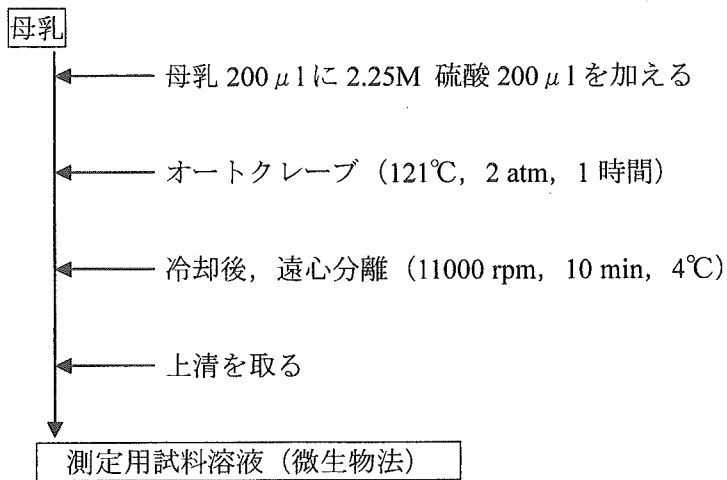 母乳
母乳 200 μl に 2.25M 硫酸 200 μl を加える
オートクレーブ（121℃, 2 atm, 1 時間）
冷却後，遠心分離（11000 rpm, 10 min, 4℃）
上清を取る
測定用試料溶液（微生物法）